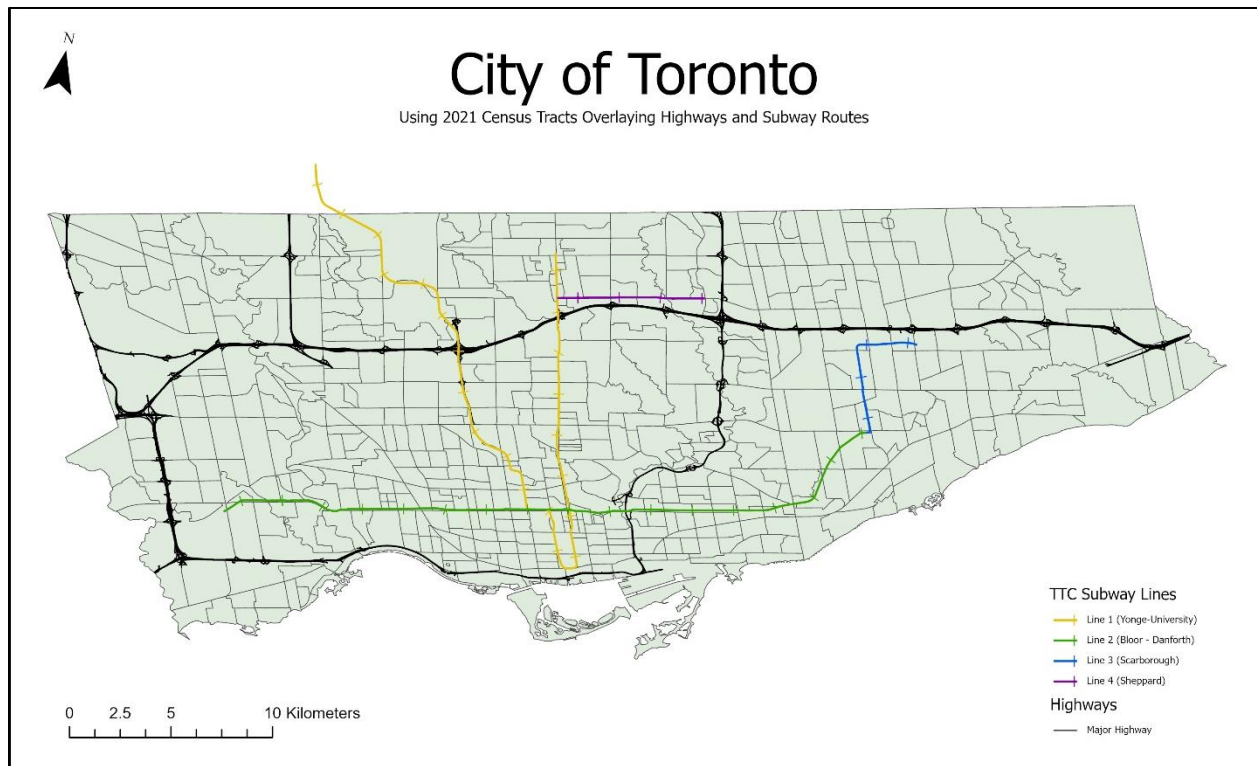 N
City of Toronto
Using 2021 Census Tracts Overlaying Highways and Subway Routes
TTC Subway Lines
Line 1 (Yonge-University)
Line 2 (Bloor - Danforth)
Line 3 (Scarborough)
Line 4 (Sheppard)
Highways
Major Highway
0 2.5 5 10 Kilometers